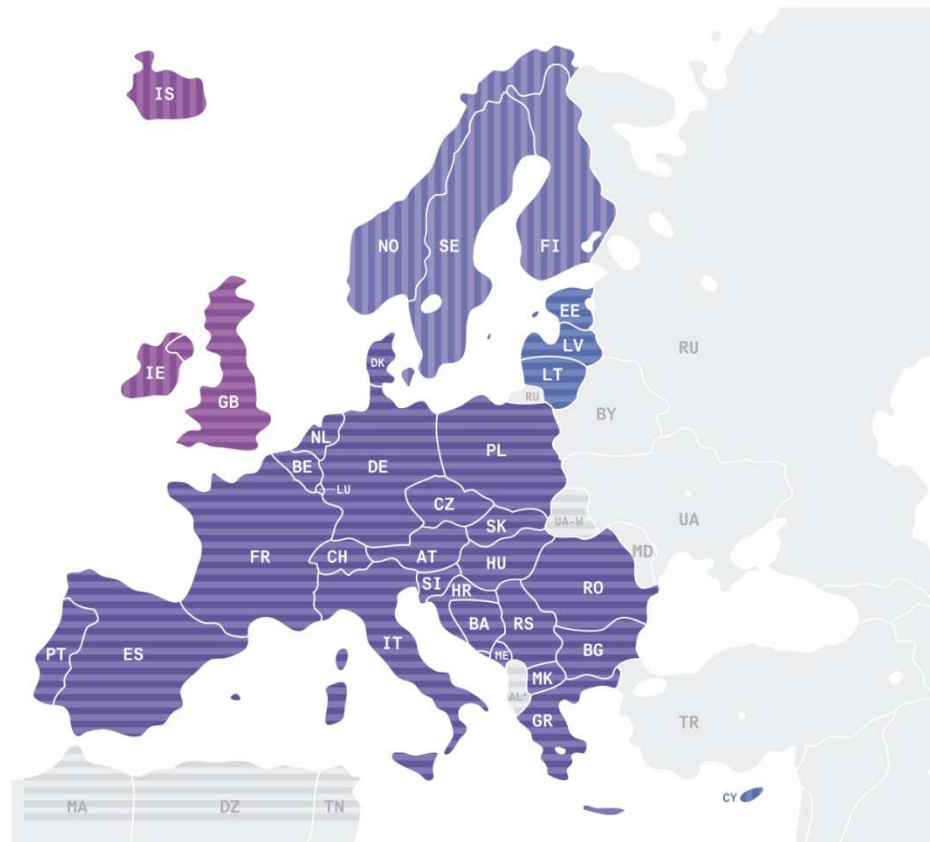 IS
NO
SE
FI
EE
LV
LT
RU
RU
IE
GB
DK
BY
NL
BE
DE
PL
LU
CZ
UA-W
UA
SK
MD
FR
CH
AT
HU
SI
HR
RO
BA
RS
PT
ES
IT
ME
BG
MK
AL*
GR
TR
CY
MA
DZ
TN